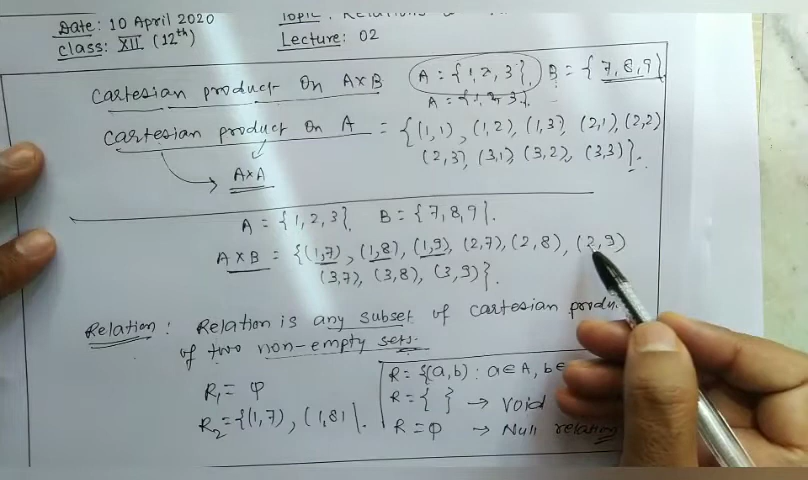 Date: 10 April 2020
Class: XII (12th)
Topic: Relations
Lecture: 02
Cartesian product on A×B
A = {1, 2, 3}, B = {7, 8, 9}
A = {1, 2, 3}.
Cartesian product on A = {(1,1), (1,2), (1,3), (2,1), (2,2)
(2,3), (3,1) (3,2), (3,3)}.
A×A
A = {1, 2, 3}. B = {7, 8, 9}.
A×B = {(1,7), (1,8), (1,9), (2,7), (2,8), (2,9)
(3,7), (3,8), (3,9)}.
Relation: Relation is any subset of cartesian
of two non-empty sets.
R₁ = φ
R₂ = {(1,7), (1,8)}.
R = {(a,b) : a∈A, b∈
R = { } → Void
R = φ → Null relation